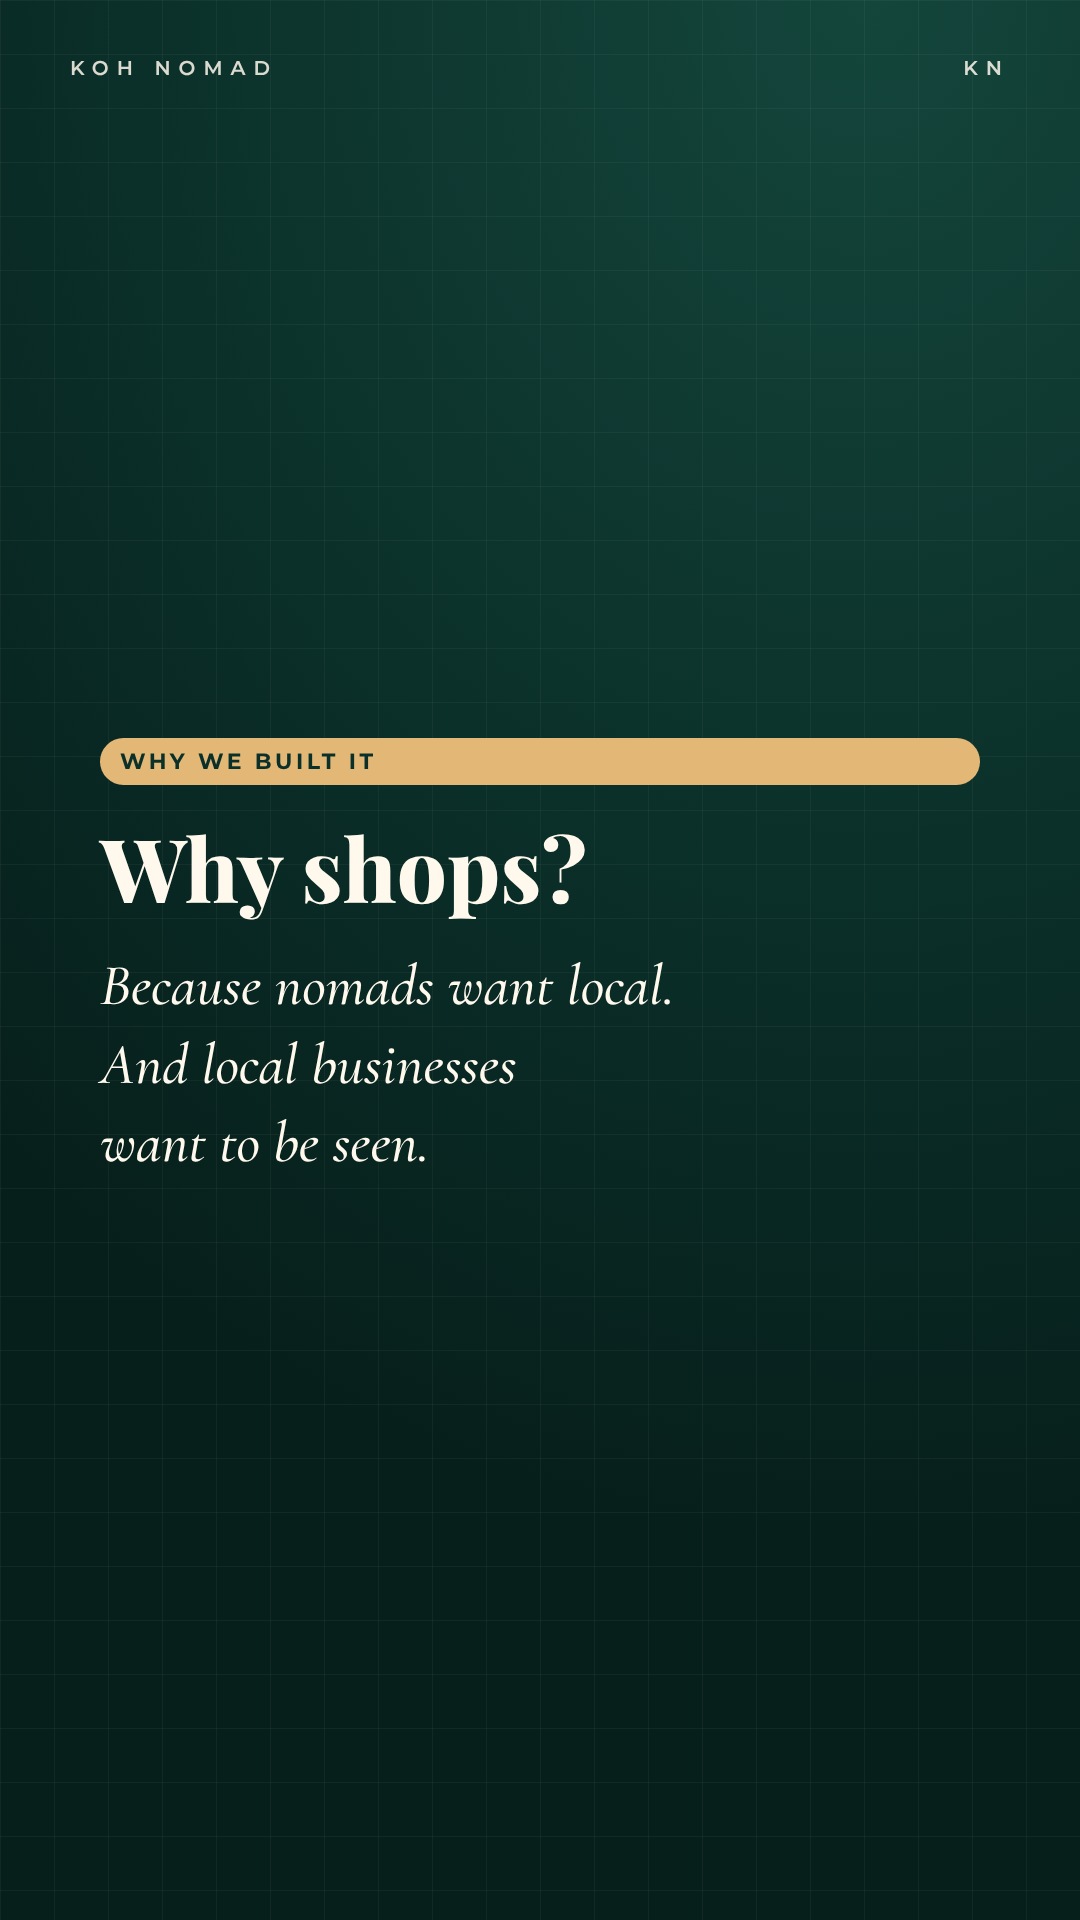 KOH NOMAD
KN
WHY WE BUILT IT
Why shops?
Because nomads want local.
And local businesses
want to be seen.